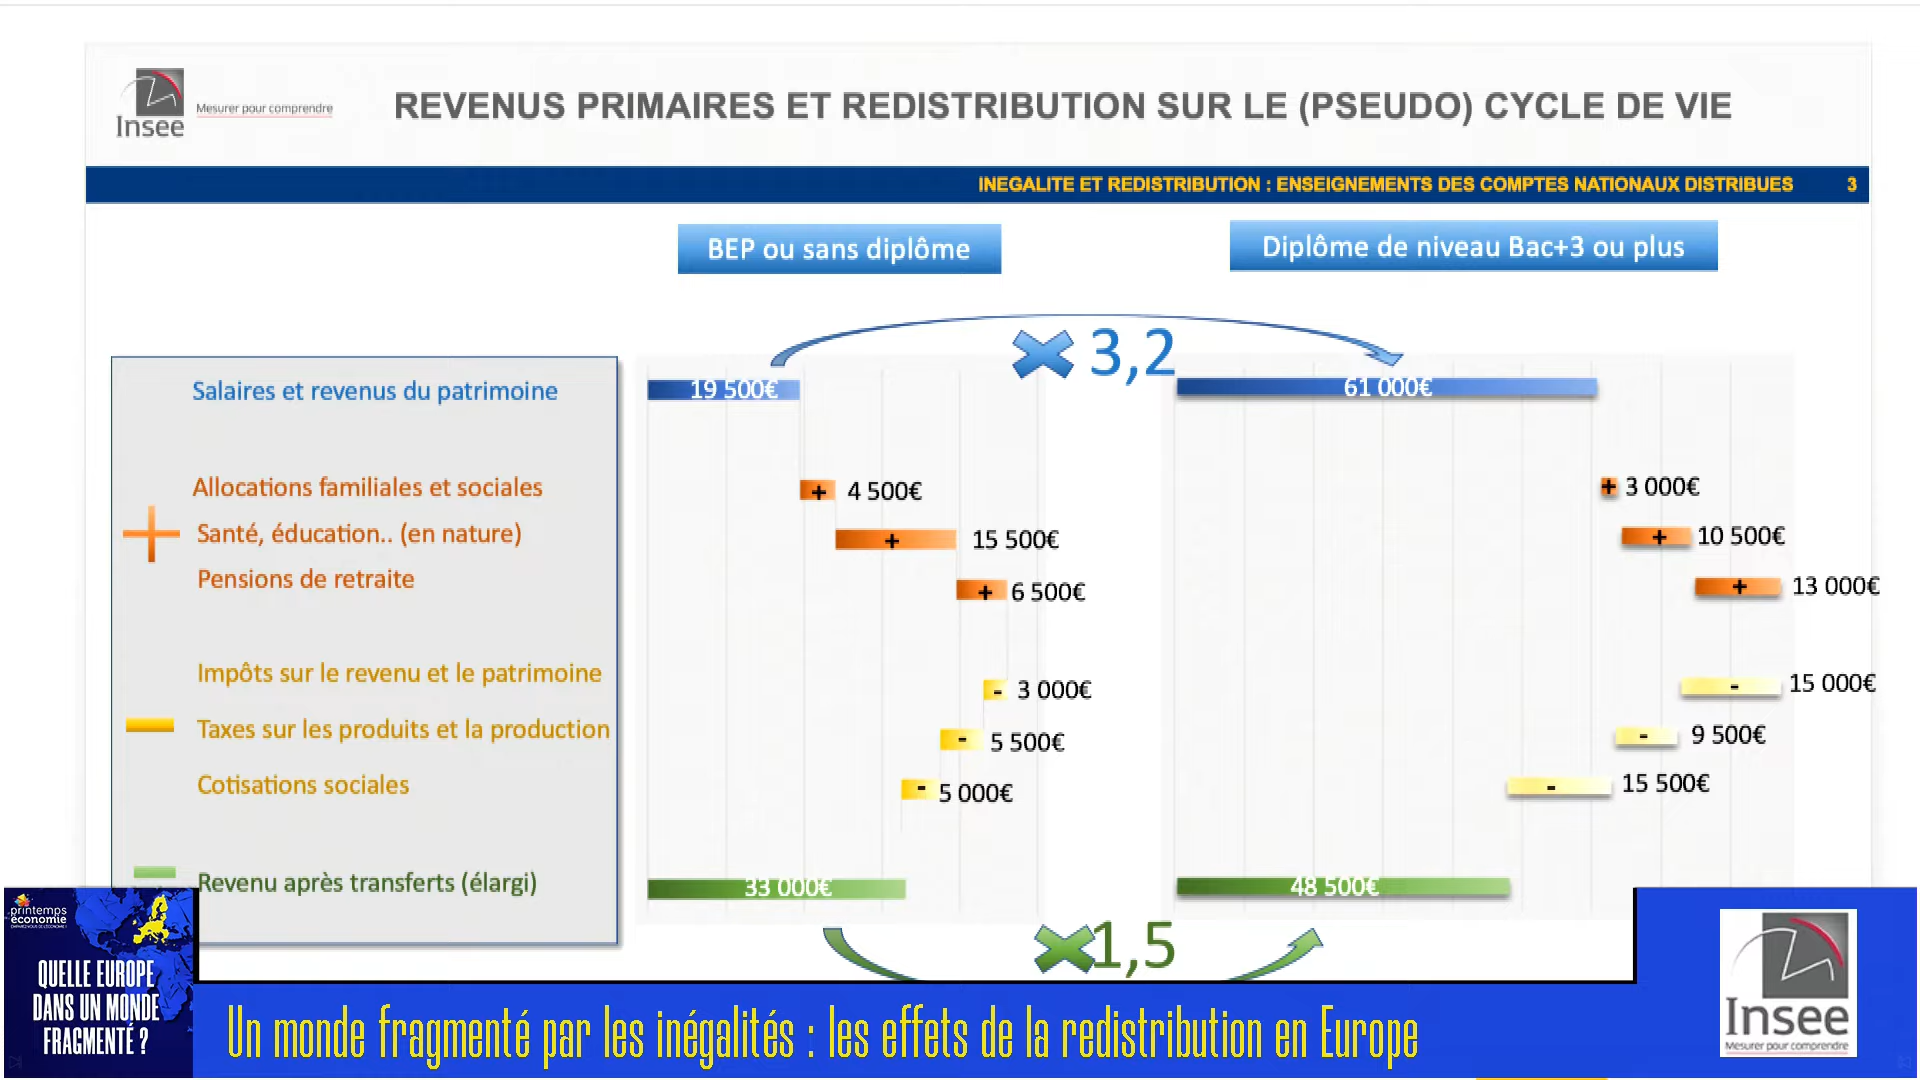 Insee
Mesurer pour comprendre
REVENUS PRIMAIRES ET REDISTRIBUTION SUR LE (PSEUDO) CYCLE DE VIE
INEGALITE ET REDISTRIBUTION : ENSEIGNEMENTS DES COMPTES NATIONAUX DISTRIBUES 3
BEP ou sans diplôme
Diplôme de niveau Bac+3 ou plus
3,2
Salaires et revenus du patrimoine
19 500€
61 000€
Allocations familiales et sociales
+ 4 500€
+ 3 000€
Santé, éducation.. (en nature)
+ 15 500€
+ 10 500€
Pensions de retraite
+ 6 500€
+ 13 000€
Impôts sur le revenu et le patrimoine
- 3 000€
- 15 000€
Taxes sur les produits et la production
- 5 500€
- 9 500€
Cotisations sociales
- 5 000€
- 15 500€
Revenu après transferts (élargi)
33 000€
48 500€
1,5
printemps
économie
QUELLE EUROPE
DANS UN MONDE
FRAGMENTÉ ?
Un monde fragmenté par les inégalités : les effets de la redistribution en Europe
Insee
Mesurer pour comprendre